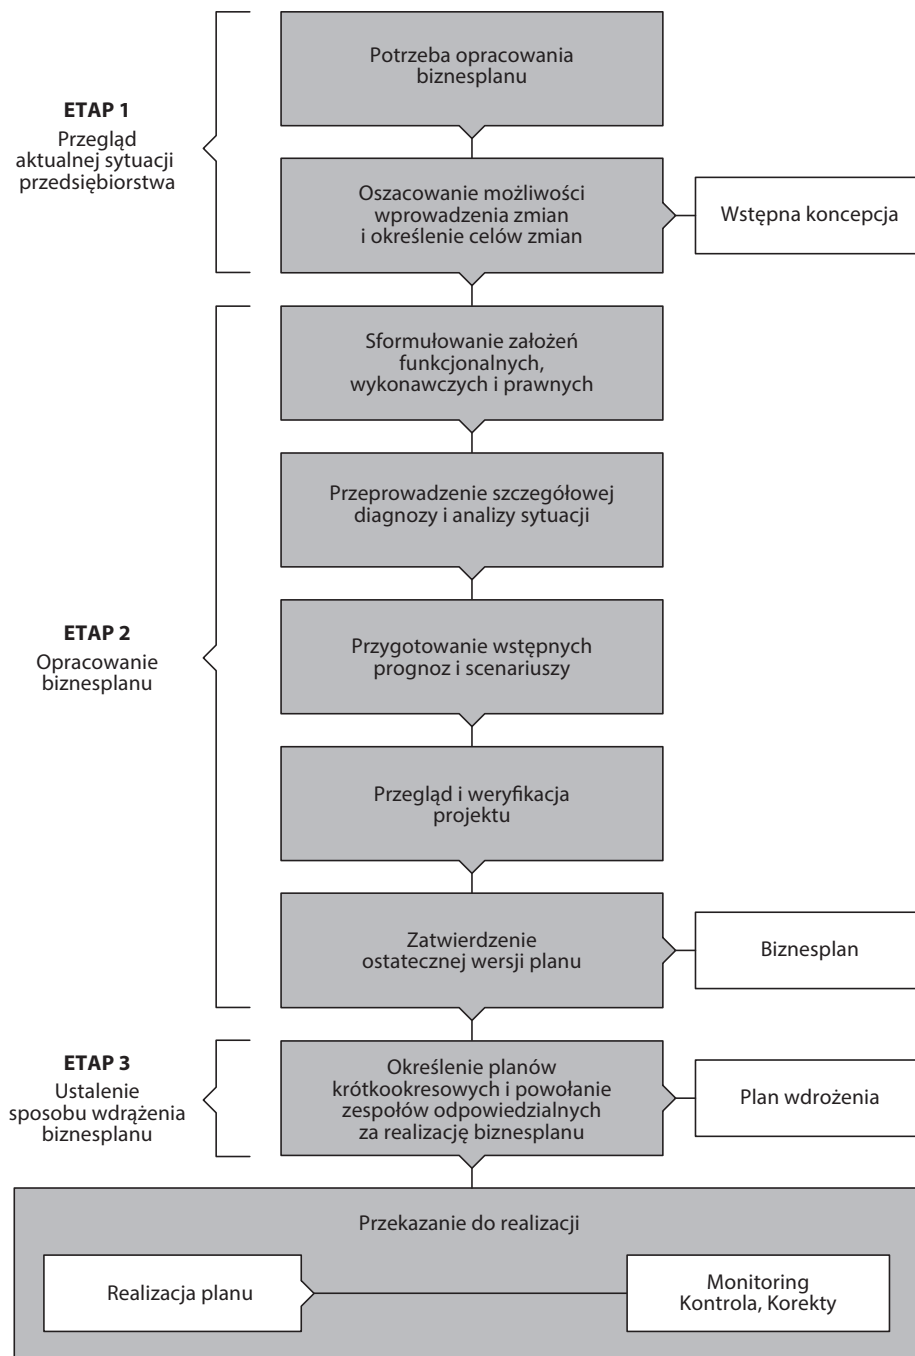 Potrzeba opracowania
biznesplanu
ETAP 1
Przegląd
aktualnej sytuacji
przedsiębiorstwa
Oszacowanie możliwości
wprowadzenia zmian
i określenie celów zmian
Wstępna koncepcja
Sformułowanie założeń
funkcjonalnych,
wykonawczych i prawnych
Przeprowadzenie szczegółowej
diagnozy i analizy sytuacji
ETAP 2
Opracowanie
biznesplanu
Przygotowanie wstępnych
prognoz i scenariuszy
Przegląd i weryfikacja
projektu
Zatwierdzenie
ostatecznej wersji planu
Biznesplan
ETAP 3
Ustalenie
sposobu wdrążenia
biznesplanu
Określenie planów
krótkookresowych i powołanie
zespołów odpowiedzialnych
za realizację biznesplanu
Plan wdrożenia
Przekazanie do realizacji
Realizacja planu
Monitoring
Kontrola, Korekty